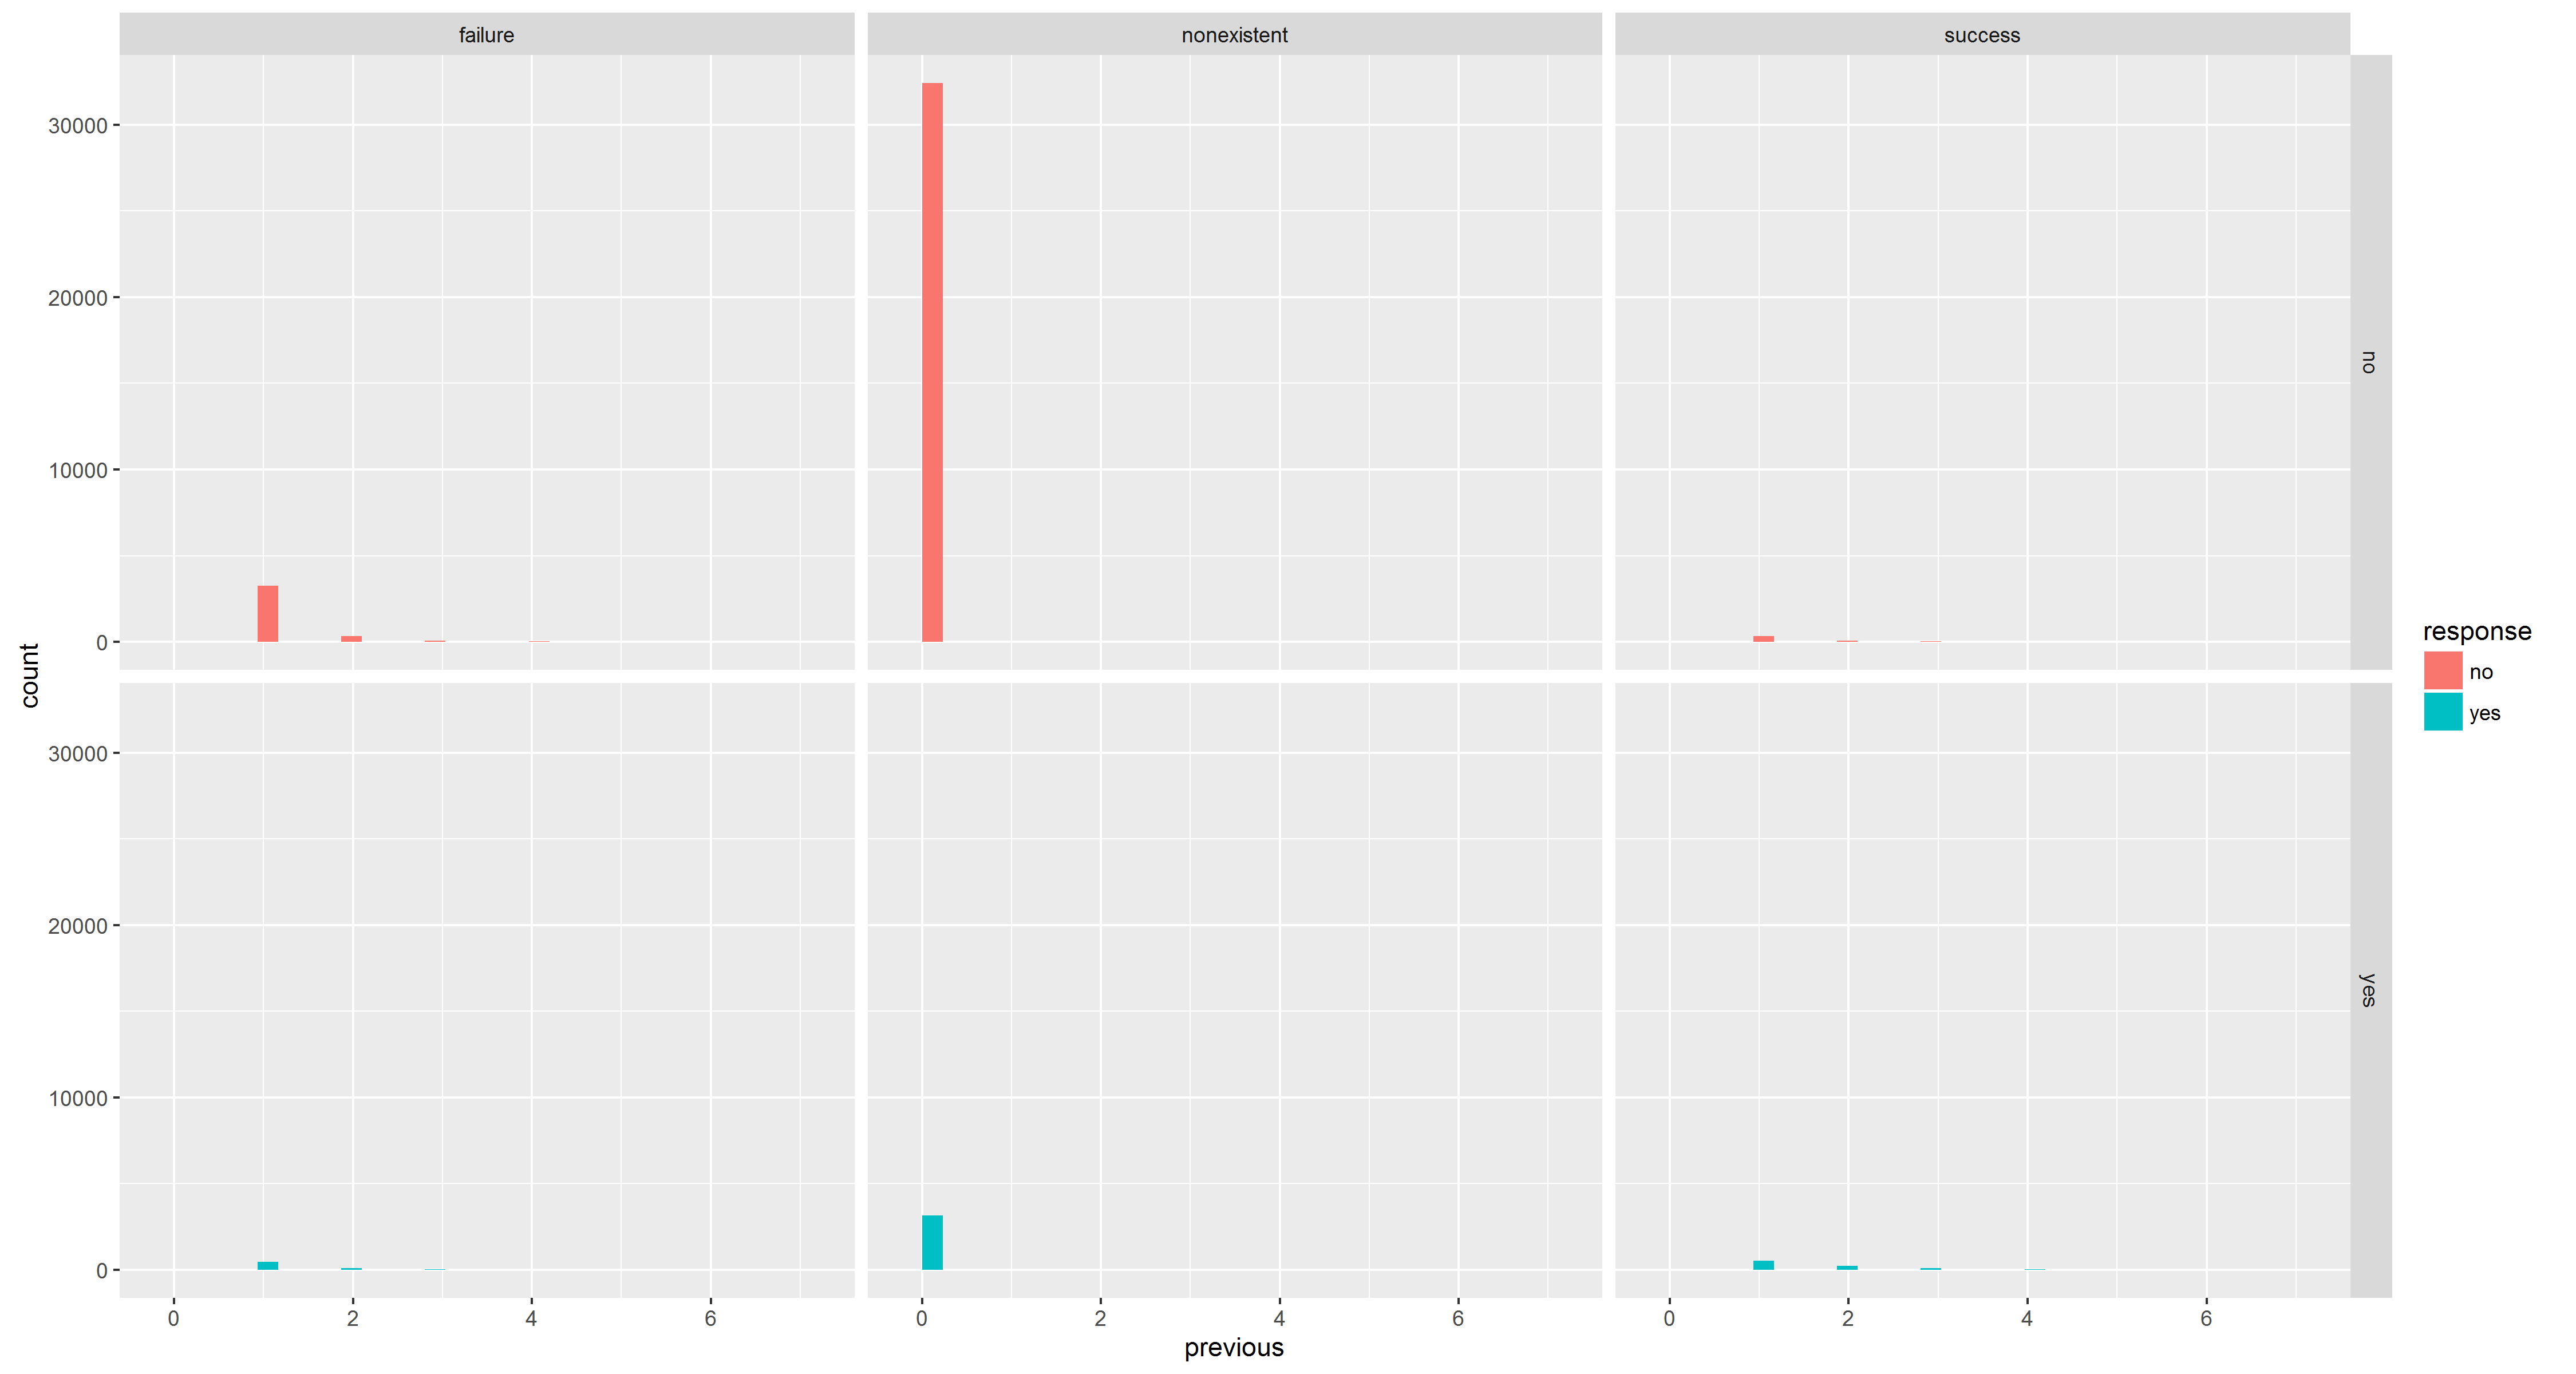 failure nonexistent success
30000
20000
10000
0
no
count
30000
20000
10000
0
yes
0 2 4 6 0 2 4 6 0 2 4 6
previous
response
no
yes